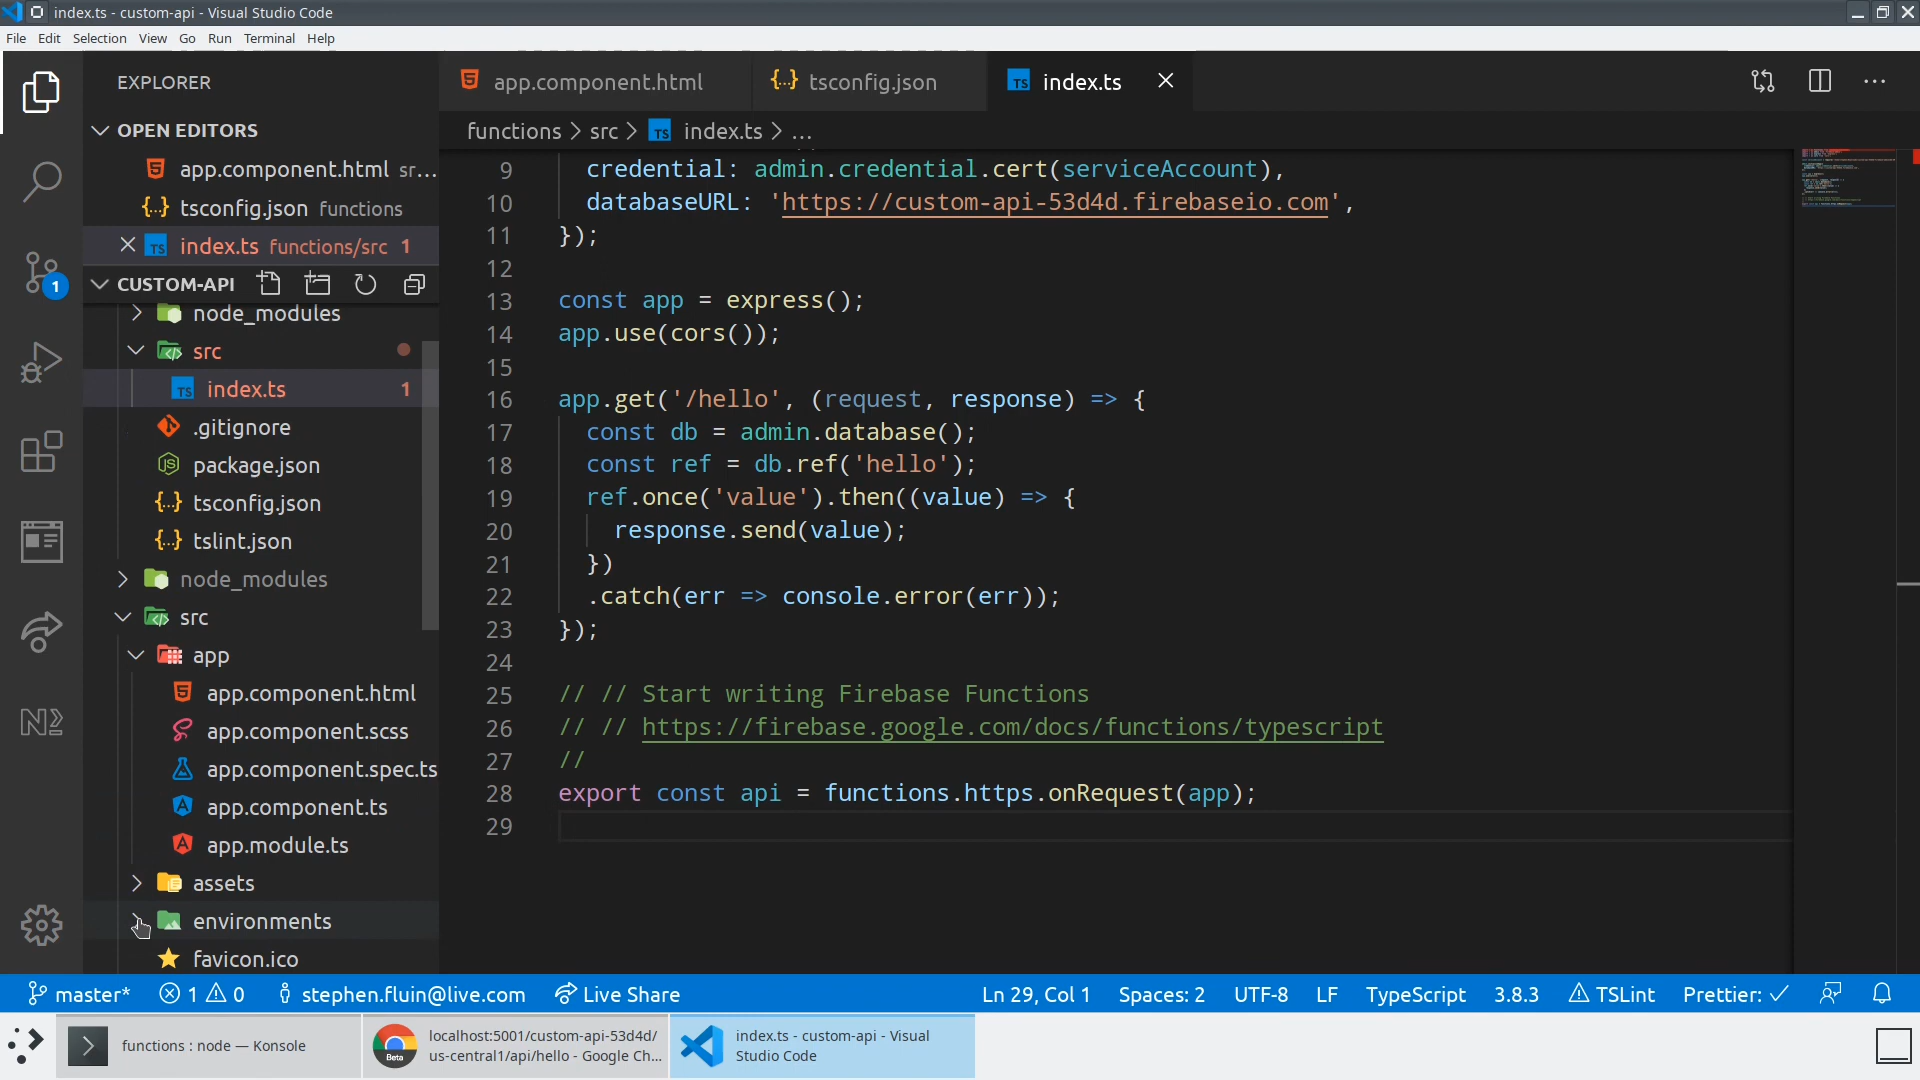 index.ts - custom-api - Visual Studio Code
File Edit Selection View Go Run Terminal Help
EXPLORER
OPEN EDITORS
app.component.html sr...
tsconfig.json functions
index.ts functions/src 1
CUSTOM-API
node_modules
src
index.ts 1
.gitignore
package.json
tsconfig.json
tslint.json
node_modules
src
app
app.component.html
app.component.scss
app.component.spec.ts
app.component.ts
app.module.ts
assets
environments
favicon.ico
1
app.component.html tsconfig.json index.ts
functions > src > TS index.ts > ...
9 credential: admin.credential.cert(serviceAccount),
10 databaseURL: 'https://custom-api-53d4d.firebaseio.com',
11 });
12
13 const app = express();
14 app.use(cors());
15
16 app.get('/hello', (request, response) => {
17 const db = admin.database();
18 const ref = db.ref('hello');
19 ref.once('value').then((value) => {
20 response.send(value);
21 })
22 .catch(err => console.error(err));
23 });
24
25 // // Start writing Firebase Functions
26 // // https://firebase.google.com/docs/functions/typescript
27 //
28 export const api = functions.https.onRequest(app);
29
master* 1 0 stephen.fluin@live.com Live Share Ln 29, Col 1 Spaces: 2 UTF-8 LF TypeScript 3.8.3 TSLint Prettier: ✓
functions : node — Konsole
localhost:5001/custom-api-53d4d/
us-central1/api/hello - Google Ch...
index.ts - custom-api - Visual
Studio Code